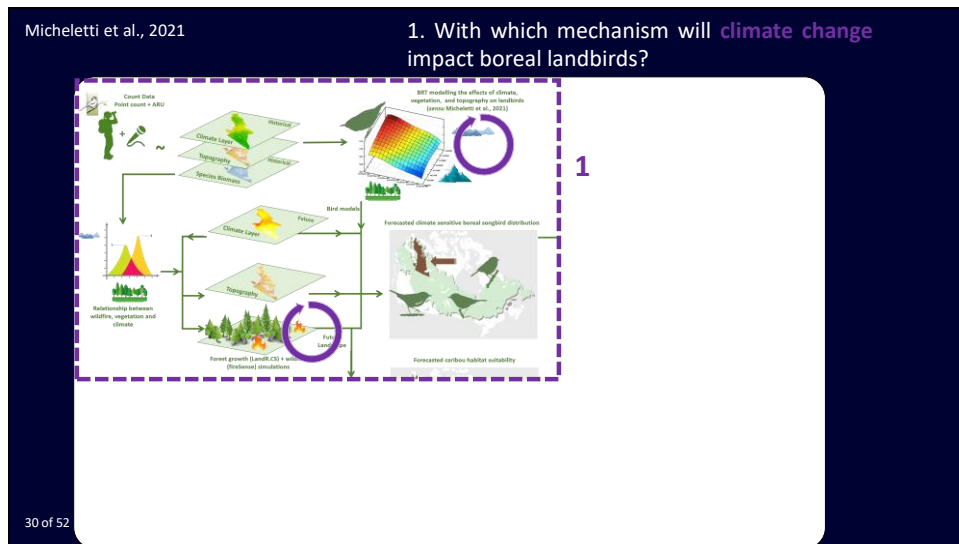 Micheletti et al., 2021
1. With which mechanism will climate change
impact boreal landbirds?
Count Data
Point count + ARU
Historical
Climate Layer
Topography
Historical
Species Biomass
BRT modelling the effects of climate,
vegetation, and topography on landbirds
(sensu Micheletti et al., 2021)
1
Bird models
Future
Climate Layer
Forecasted climate sensitive boreal songbird distribution
Topography
Relationship between
wildfire, vegetation and
climate
Forest growth (LandR.CS) +
(fireSense) simulations
Forecasted caribou habitat suitability
30 of 52